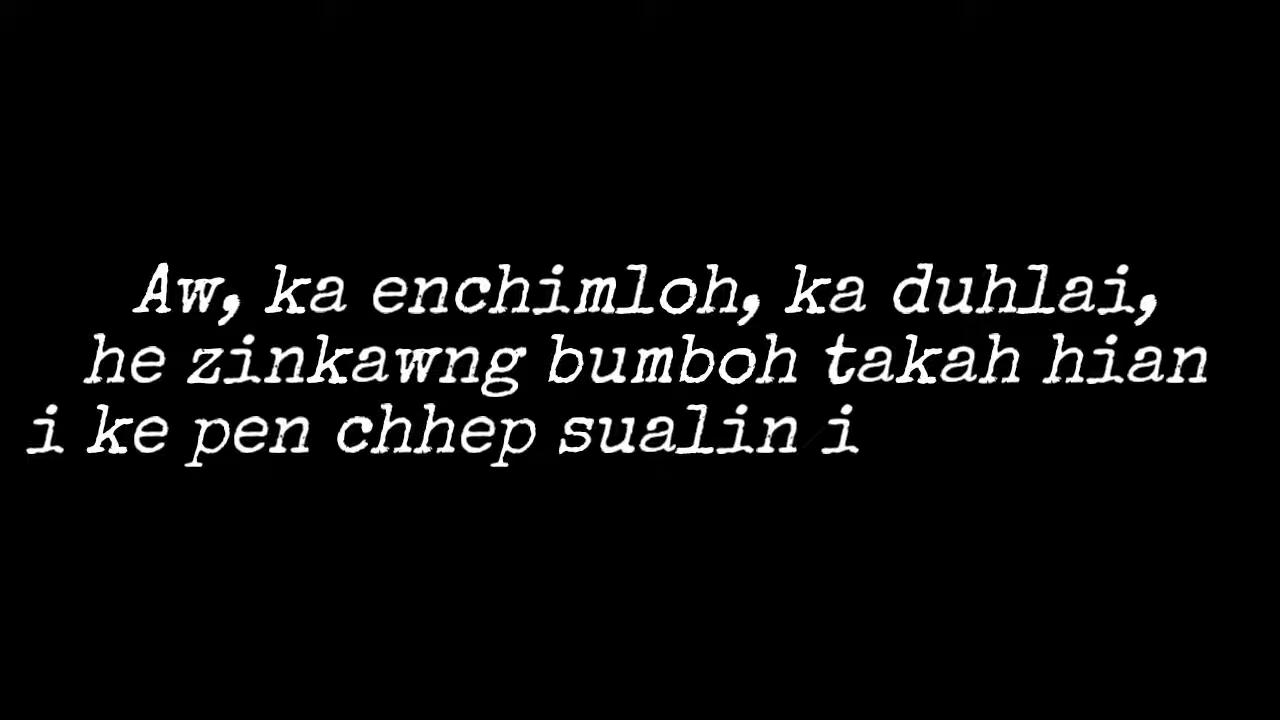 Aw, ka enchimloh, ka duhlai,
he zinkawng bumboh takah hian
i ke pen chhep sualin i